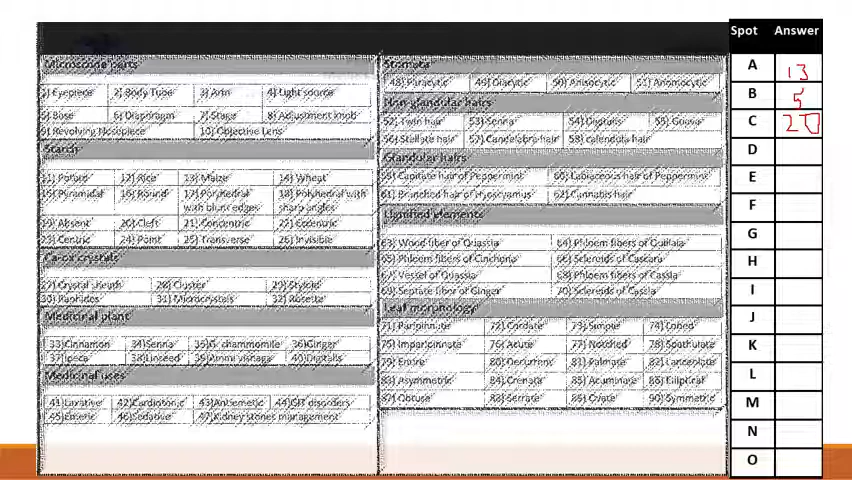 Spot Answer
Microscope parts
1) Eyepiece 2) Body Tube 3) Arm 4) Light source
5) Base 6) Diaphragm 7) Stage 8) Adjustment knob
9) Revolving Nosepiece 10) Objective Lens
Starch
11) Potato 12) Rice 13) Maize 14) Wheat
15) Pyramidal 16) Round 17) Polyhedral with blunt edges 18) Polyhedral with sharp angles
19) Absent 20) Cleft 21) Concentric 22) Eccentric
23) Centric 24) Point 25) Transverse 26) Invisible
Ca-ox crystals
27) Crystal sheath 28) Cluster 29) Styloid
30) Raphides 31) Microcrystals 32) Rosette
Medicinal plant
33) Cinnamon 34) Senna 35) G. chammomile 36) Ginger
37) Ipeca 38) Linseed 39) Ammi visnaga 40) Digitalis
Medicinal uses
41) Laxative 42) Cardiotonic 43) Antiemetic 44) GIT disorders
45) Emetic 46) Sedative 47) Kidney stones management
Stomata
48) Paracytic 49) Diacytic 50) Anisocytic 51) Anomocytic
Non-glandular hairs
52) Twin hair 53) Senna 54) Digitalis 55) Guava
56) Stellate hair 57) Candelabra hair 58) calendula hair
Glandular hairs
59) Capitate hair of Peppermint 60) Labiaceous hair of Peppermint
61) Branched hair of Hyoscyamus 62) Cannabis hair
Lignified elements
63) Wood fiber of Quassia 64) Phloem fibers of Quillaia
65) Phloem fibers of Cinchona 66) Sclereids of Cascara
67) Vessel of Quassia 68) Phloem fibers of Cassia
69) Septate fiber of Ginger 70) Sclereids of Cassia
Leaf morphology
71) Paripinnate 72) Cordate 73) Simple 74) Lobed
75) Imparipinnate 76) Acute 77) Notched 78) Spathulate
79) Entire 80) Decurrent 81) Palmate 82) Lanceolate
83) Asymmetric 84) Crenate 85) Acuminate 86) Elliptical
87) Obtuse 88) Serrate 89) Ovate 90) Symmetric
A 13
B 5
C 20
D
E
F
G
H
I
J
K
L
M
N
O